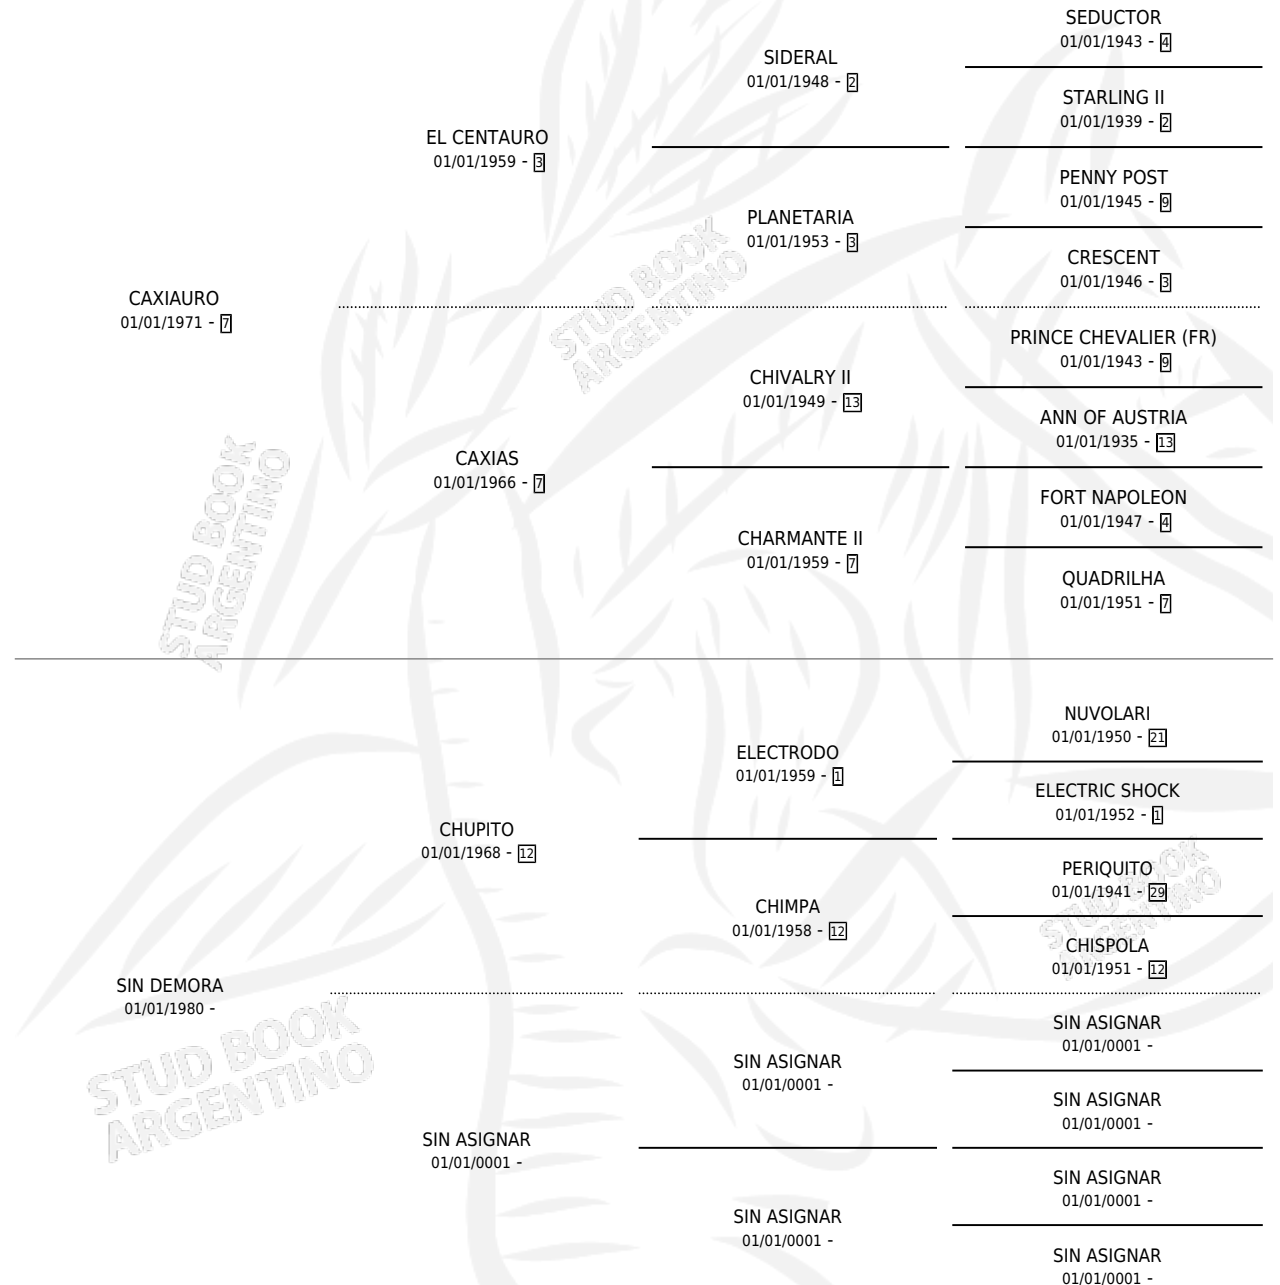 SEDUCTOR
01/01/1943 - 4
SIDERAL
01/01/1948 - 2
STARLING II
01/01/1939 - 2
EL CENTAURO
01/01/1959 - 3
PENNY POST
01/01/1945 - 9
PLANETARIA
01/01/1953 - 3
CRESCENT
01/01/1946 - 3
CAXIAURO
01/01/1971 - 7
PRINCE CHEVALIER (FR)
01/01/1943 - 9
CHIVALRY II
01/01/1949 - 13
ANN OF AUSTRIA
01/01/1935 - 13
CAXIAS
01/01/1966 - 7
FORT NAPOLEON
01/01/1947 - 4
CHARMANTE II
01/01/1959 - 7
QUADRILHA
01/01/1951 - 7
NUVOLARI
01/01/1950 - 21
ELECTRODO
01/01/1959 - 1
ELECTRIC SHOCK
01/01/1952 - 1
CHUPITO
01/01/1968 - 12
PERIQUITO
01/01/1941 - 29
CHIMPA
01/01/1958 - 12
CHISPOLA
01/01/1951 - 12
SIN DEMORA
01/01/1980 -
SIN ASIGNAR
01/01/0001 -
SIN ASIGNAR
01/01/0001 -
SIN ASIGNAR
01/01/0001 -
SIN ASIGNAR
01/01/0001 -
SIN ASIGNAR
01/01/0001 -
SIN ASIGNAR
01/01/0001 -
SIN ASIGNAR
01/01/0001 -
STUD BOOK
ARGENTINO
STUD BOOK
ARGENTINO
STUD BOOK
ARGENTINO
STUD BOOK
ARGENTINO